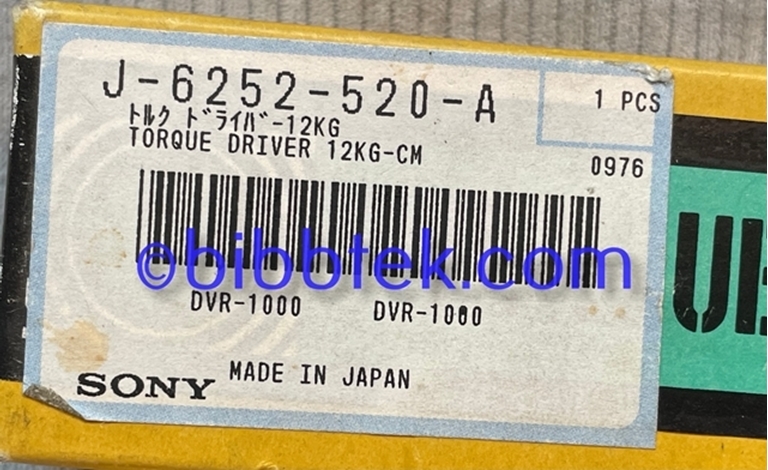 J-6252-520-A
1 PCS
トルク ドライバ-12KG
TORQUE DRIVER 12KG-CM
0976
©bibbtek.com
DVR-1000 DVR-1000
SONY MADE IN JAPAN